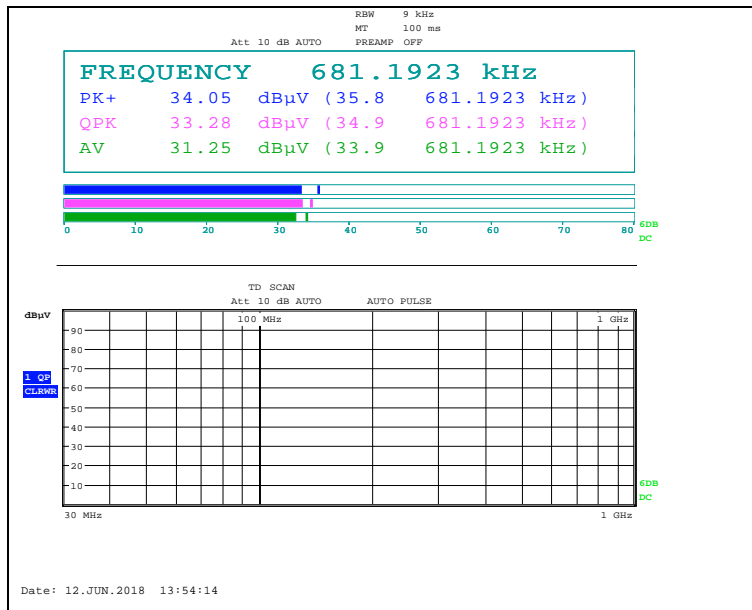 RBW 9 kHz
MT 100 ms
Att 10 dB AUTO PREAMP OFF
FREQUENCY 681.1923 kHz
PK+ 34.05 dBµV (35.8 681.1923 kHz)
QPK 33.28 dBµV (34.9 681.1923 kHz)
AV 31.25 dBµV (33.9 681.1923 kHz)
0 10 20 30 40 50 60 70 80
6DB
DC
TD SCAN
Att 10 dB AUTO AUTO PULSE
dBµV
100 MHz 1 GHz
90
80
70
1 QP
CLRWR
60
50
40
30
20
10
6DB
DC
30 MHz 1 GHz
Date: 12.JUN.2018 13:54:14